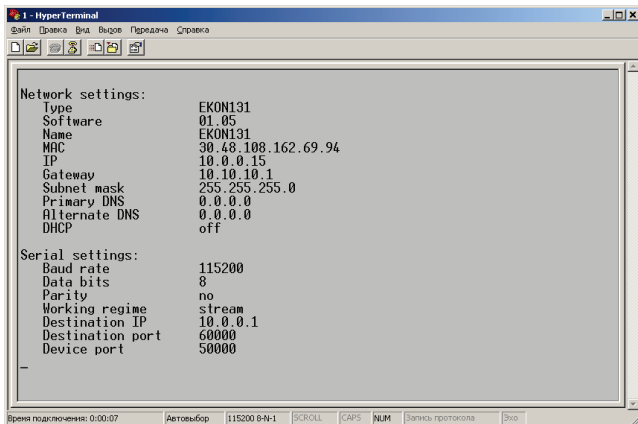 1 - HyperTerminal
Файл Правка Вид Вызов Передача Справка
Network settings:
Type EKON131
Software 01.05
Name EKON131
MAC 30.48.108.162.69.94
IP 10.0.0.15
Gateway 10.10.10.1
Subnet mask 255.255.255.0
Primary DNS 0.0.0.0
Alternate DNS 0.0.0.0
DHCP off
Serial settings:
Baud rate 115200
Data bits 8
Parity no
Working regime stream
Destination IP 10.0.0.1
Destination port 60000
Device port 50000
_
Время подключения: 0:00:07 Автовыбор 115200 8-N-1 SCROLL CAPS NUM Запись протокола Эхо